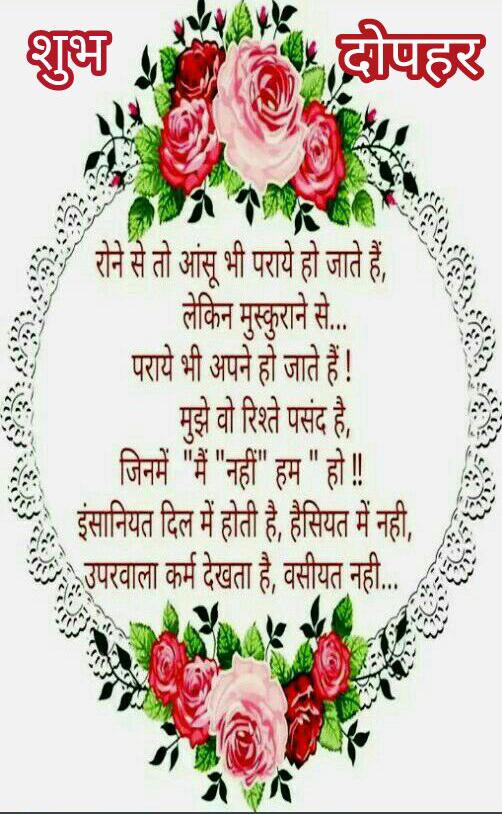 शुभ दोपहर
रोने से तो आंसू भी पराये हो जाते हैं,
लेकिन मुस्कुराने से...
पराये भी अपने हो जाते हैं !
मुझे वो रिश्ते पसंद है,
जिनमें "मैं "नहीं" हम " हो !!
इंसानियत दिल में होती है, हैसियत में नही,
उपरवाला कर्म देखता है, वसीयत नही...